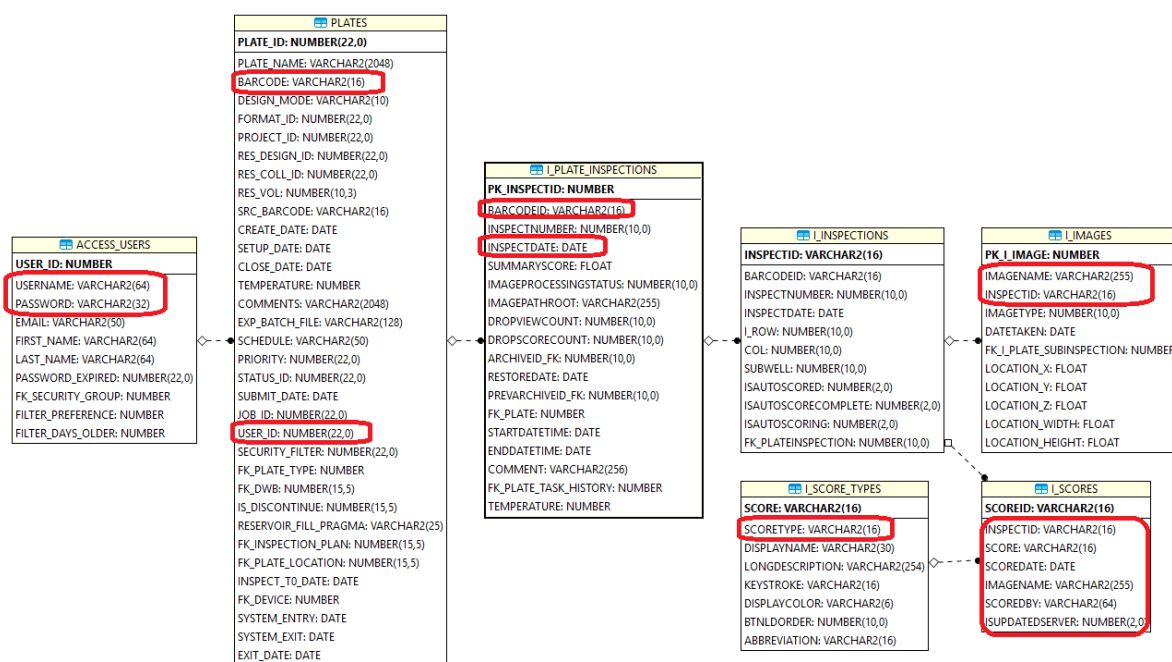 PLATES
PLATE_ID: NUMBER(22,0)
PLATE_NAME: VARCHAR2(2048)
BARCODE: VARCHAR2(16)
DESIGN_MODE: VARCHAR2(10)
FORMAT_ID: NUMBER(22,0)
PROJECT_ID: NUMBER(22,0)
RES_DESIGN_ID: NUMBER(22,0)
RES_COLL_ID: NUMBER(22,0)
RES_VOL: NUMBER(10,3)
SRC_BARCODE: VARCHAR2(16)
CREATE_DATE: DATE
SETUP_DATE: DATE
CLOSE_DATE: DATE
TEMPERATURE: NUMBER
COMMENTS: VARCHAR2(2048)
EXP_BATCH_FILE: VARCHAR2(128)
SCHEDULE: VARCHAR2(50)
PRIORITY: NUMBER(22,0)
STATUS_ID: NUMBER(22,0)
SUBMIT_DATE: DATE
JOB_ID: NUMBER(22,0)
USER_ID: NUMBER(22,0)
SECURITY_FILTER: NUMBER(22,0)
FK_PLATE_TYPE: NUMBER
FK_DWB: NUMBER(15,5)
IS_DISCONTINUE: NUMBER(15,5)
RESERVOIR_FILL_PRAGMA: VARCHAR2(25)
FK_INSPECTION_PLAN: NUMBER(15,5)
FK_PLATE_LOCATION: NUMBER(15,5)
INSPECT_T0_DATE: DATE
FK_DEVICE: NUMBER
SYSTEM_ENTRY: DATE
SYSTEM_EXIT: DATE
EXIT_DATE: DATE
ACCESS_USERS
USER_ID: NUMBER
USERNAME: VARCHAR2(64)
PASSWORD: VARCHAR2(32)
EMAIL: VARCHAR2(50)
FIRST_NAME: VARCHAR2(64)
LAST_NAME: VARCHAR2(64)
PASSWORD_EXPIRED: NUMBER(22,0)
FK_SECURITY_GROUP: NUMBER
FILTER_PREFERENCE: NUMBER
FILTER_DAYS_OLDER: NUMBER
I_PLATE_INSPECTIONS
PK_INSPECTID: NUMBER
BARCODEID: VARCHAR2(16)
INSPECTNUMBER: NUMBER(10,0)
INSPECTDATE: DATE
SUMMARYSCORE: FLOAT
IMAGEPROCESSINGSTATUS: NUMBER(10,0)
IMAGEPATHROOT: VARCHAR2(255)
DROPVIEWCOUNT: NUMBER(10,0)
DROPSCORECOUNT: NUMBER(10,0)
ARCHIVEID_FK: NUMBER(10,0)
RESTOREDATE: DATE
PREVARCHIVEID_FK: NUMBER(10,0)
FK_PLATE: NUMBER
STARTDATETIME: DATE
ENDDATETIME: DATE
COMMENT: VARCHAR2(256)
FK_PLATE_TASK_HISTORY: NUMBER
TEMPERATURE: NUMBER
I_INSPECTIONS
INSPECTID: VARCHAR2(16)
BARCODEID: VARCHAR2(16)
INSPECTNUMBER: NUMBER(10,0)
INSPECTDATE: DATE
I_ROW: NUMBER(10,0)
COL: NUMBER(10,0)
SUBWELL: NUMBER(10,0)
ISAUTOSCORED: NUMBER(2,0)
ISAUTOSCORECOMPLETE: NUMBER(2,0)
ISAUTOSCORING: NUMBER(2,0)
FK_PLATEINSPECTION: NUMBER(10,0)
I_IMAGES
PK_I_IMAGE: NUMBER
IMAGENAME: VARCHAR2(255)
INSPECTID: VARCHAR2(16)
IMAGETYPE: NUMBER(10,0)
DATETAKEN: DATE
FK_I_PLATE_SUBINSPECTION: NUMBER
LOCATION_X: FLOAT
LOCATION_Y: FLOAT
LOCATION_Z: FLOAT
LOCATION_WIDTH: FLOAT
LOCATION_HEIGHT: FLOAT
I_SCORE_TYPES
SCORE: VARCHAR2(16)
SCORETYPE: VARCHAR2(16)
DISPLAYNAME: VARCHAR2(30)
LONGDESCRIPTION: VARCHAR2(254)
KEYSTROKE: VARCHAR2(16)
DISPLAYCOLOR: VARCHAR2(6)
BTNLDORDER: NUMBER(10,0)
ABBREVIATION: VARCHAR2(16)
I_SCORES
SCOREID: VARCHAR2(16)
INSPECTID: VARCHAR2(16)
SCORE: VARCHAR2(16)
SCOREDATE: DATE
IMAGENAME: VARCHAR2(255)
SCOREDBY: VARCHAR2(64)
ISUPDATEDSERVER: NUMBER(2,0)